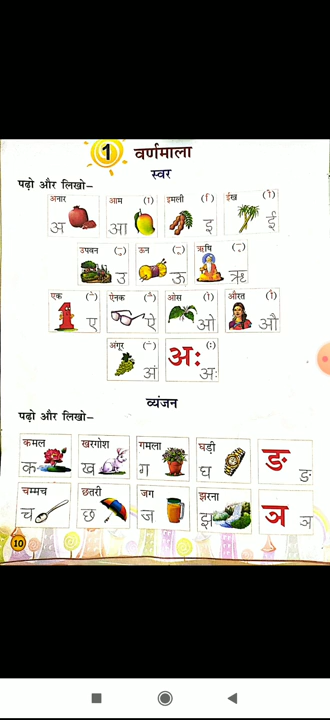 1 वर्णमाला
स्वर
पढ़ो और लिखो–
अनार आम (ा) इमली (ि) ईख (ी)
अ आ इ ई
उपवन (ु) ऊन (ू) ऋषि (ृ)
उ ऊ ऋ
एक (े) ऐनक (ै) ओस (ो) औरत (ौ)
1 ए ऐ ओ औ
अंगूर (ं) अः (ः)
अं अः
व्यंजन
पढ़ो और लिखो–
कमल खरगोश गमला घड़ी ङ
क ख ग घ ङ
चम्मच छतरी जग झरना ञ
च छ ज झ ञ
10